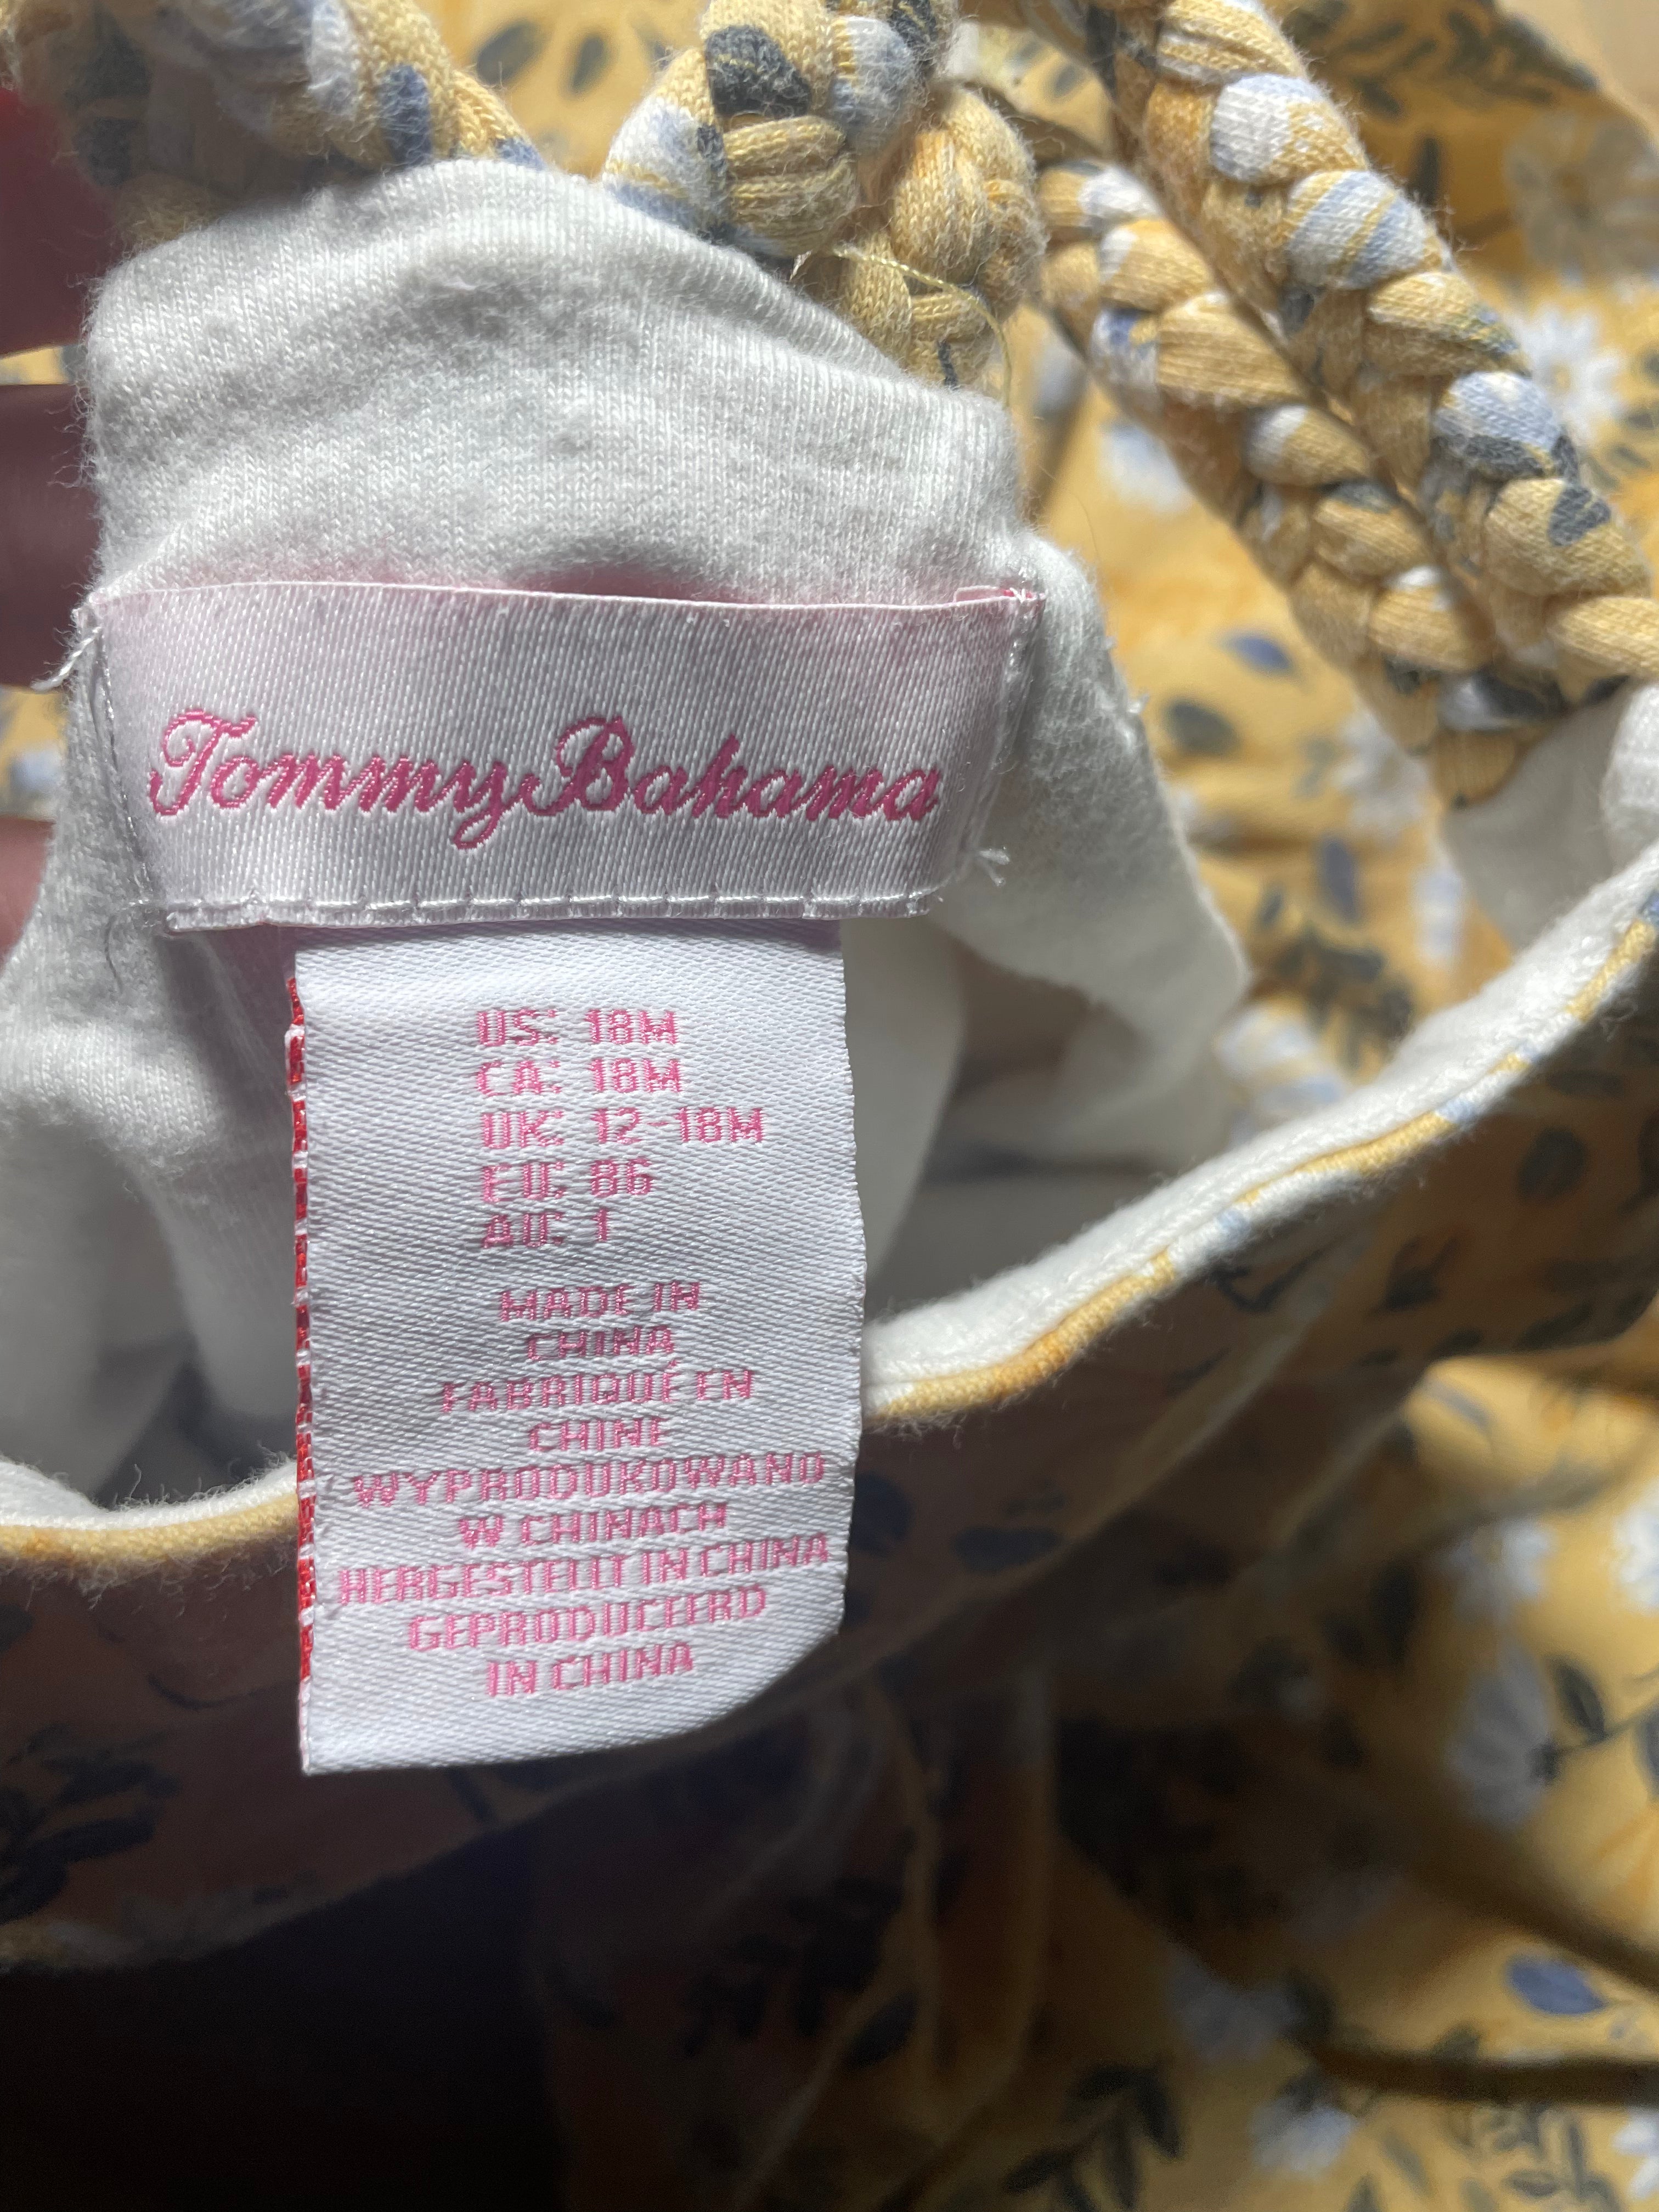 Tommy Bahama
US: 18M
CA: 18M
UK: 12-18M
EU: 86
AU: 1
MADE IN
CHINA
FABRIQUÉ EN
CHINE
WYPRODUKOWANO
W CHINACH
HERGESTELLT IN CHINA
GEPRODUCEERD
IN CHINA